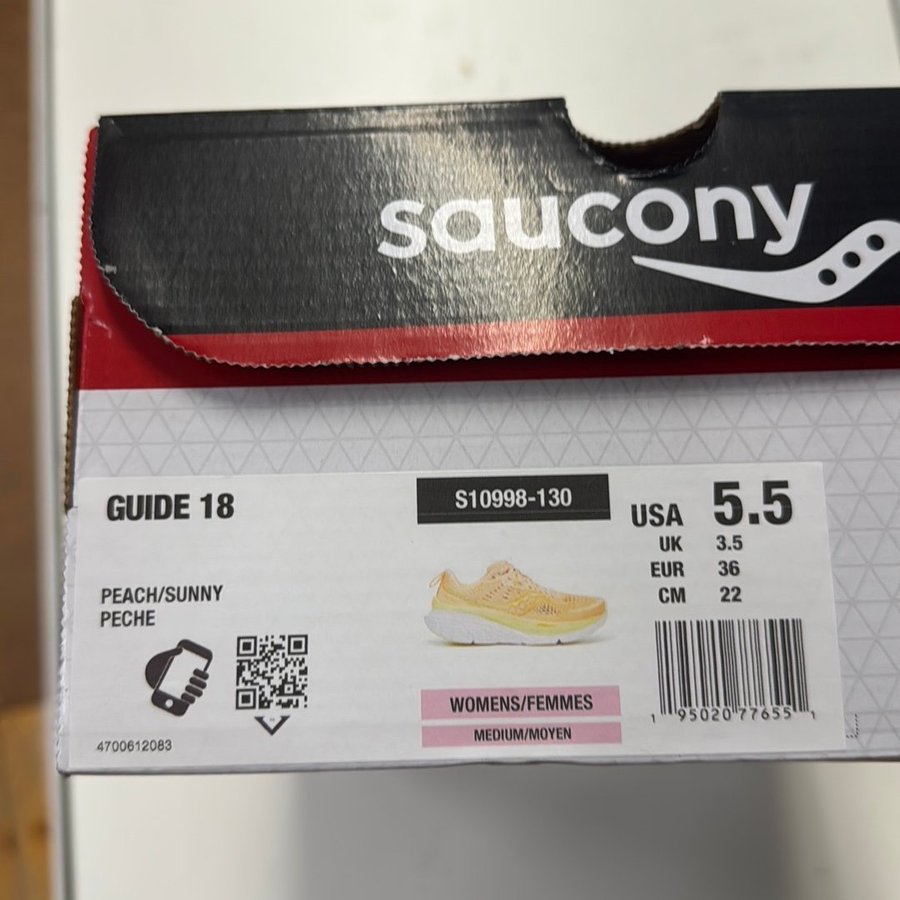 saucony
GUIDE 18
S10998-130
USA 5.5
UK 3.5
EUR 36
CM 22
PEACH/SUNNY
PECHE
WOMENS/FEMMES
MEDIUM/MOYEN
4700612083
1 95020 77655 1